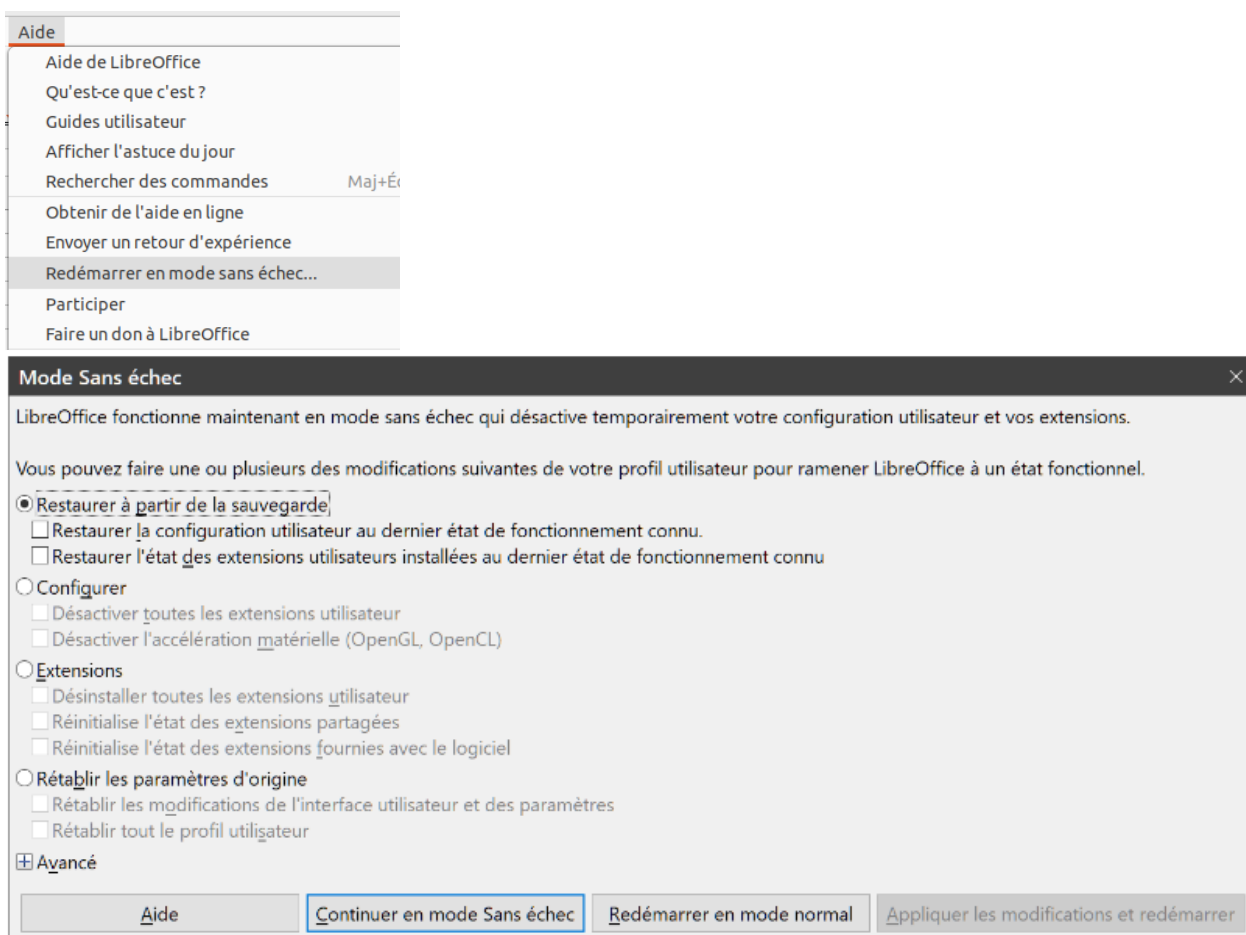 Aide
Aide de LibreOffice
Qu'est-ce que c'est ?
Guides utilisateur
Afficher l'astuce du jour
Rechercher des commandes Maj+Éc
Obtenir de l'aide en ligne
Envoyer un retour d'expérience
Redémarrer en mode sans échec...
Participer
Faire un don à LibreOffice
Mode Sans échec
LibreOffice fonctionne maintenant en mode sans échec qui désactive temporairement votre configuration utilisateur et vos extensions.
Vous pouvez faire une ou plusieurs des modifications suivantes de votre profil utilisateur pour ramener LibreOffice à un état fonctionnel.
Restaurer à partir de la sauvegarde
Restaurer la configuration utilisateur au dernier état de fonctionnement connu.
Restaurer l'état des extensions utilisateurs installées au dernier état de fonctionnement connu
Configurer
Désactiver toutes les extensions utilisateur
Désactiver l'accélération matérielle (OpenGL, OpenCL)
Extensions
Désinstaller toutes les extensions utilisateur
Réinitialise l'état des extensions partagées
Réinitialise l'état des extensions fournies avec le logiciel
Rétablir les paramètres d'origine
Rétablir les modifications de l'interface utilisateur et des paramètres
Rétablir tout le profil utilisateur
Avancé
Aide Continuer en mode Sans échec Redémarrer en mode normal Appliquer les modifications et redémarrer